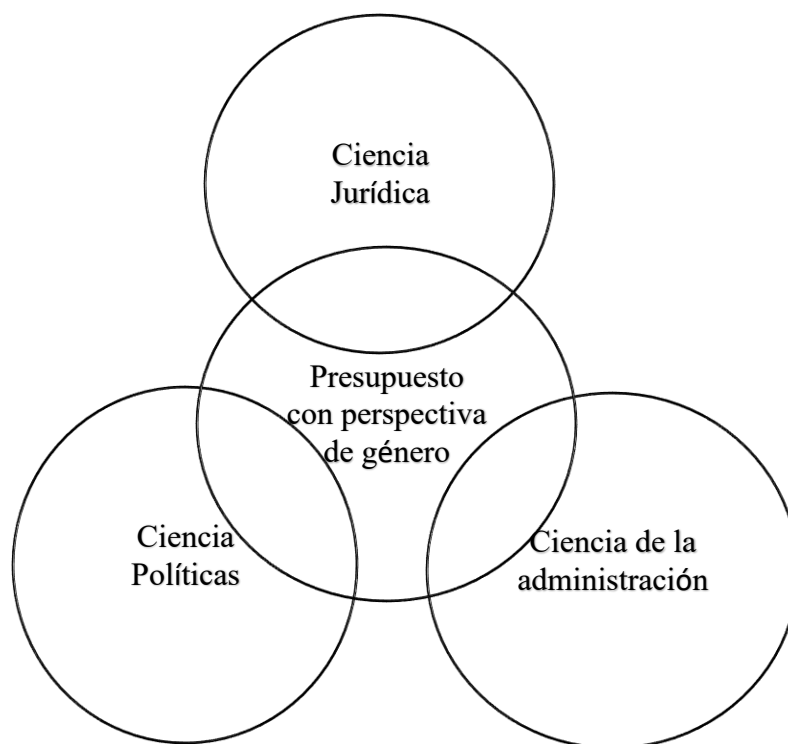 Ciencia
Jurídica
Presupuesto
con perspectiva
de género
Ciencia
Políticas
Ciencia de la
administración